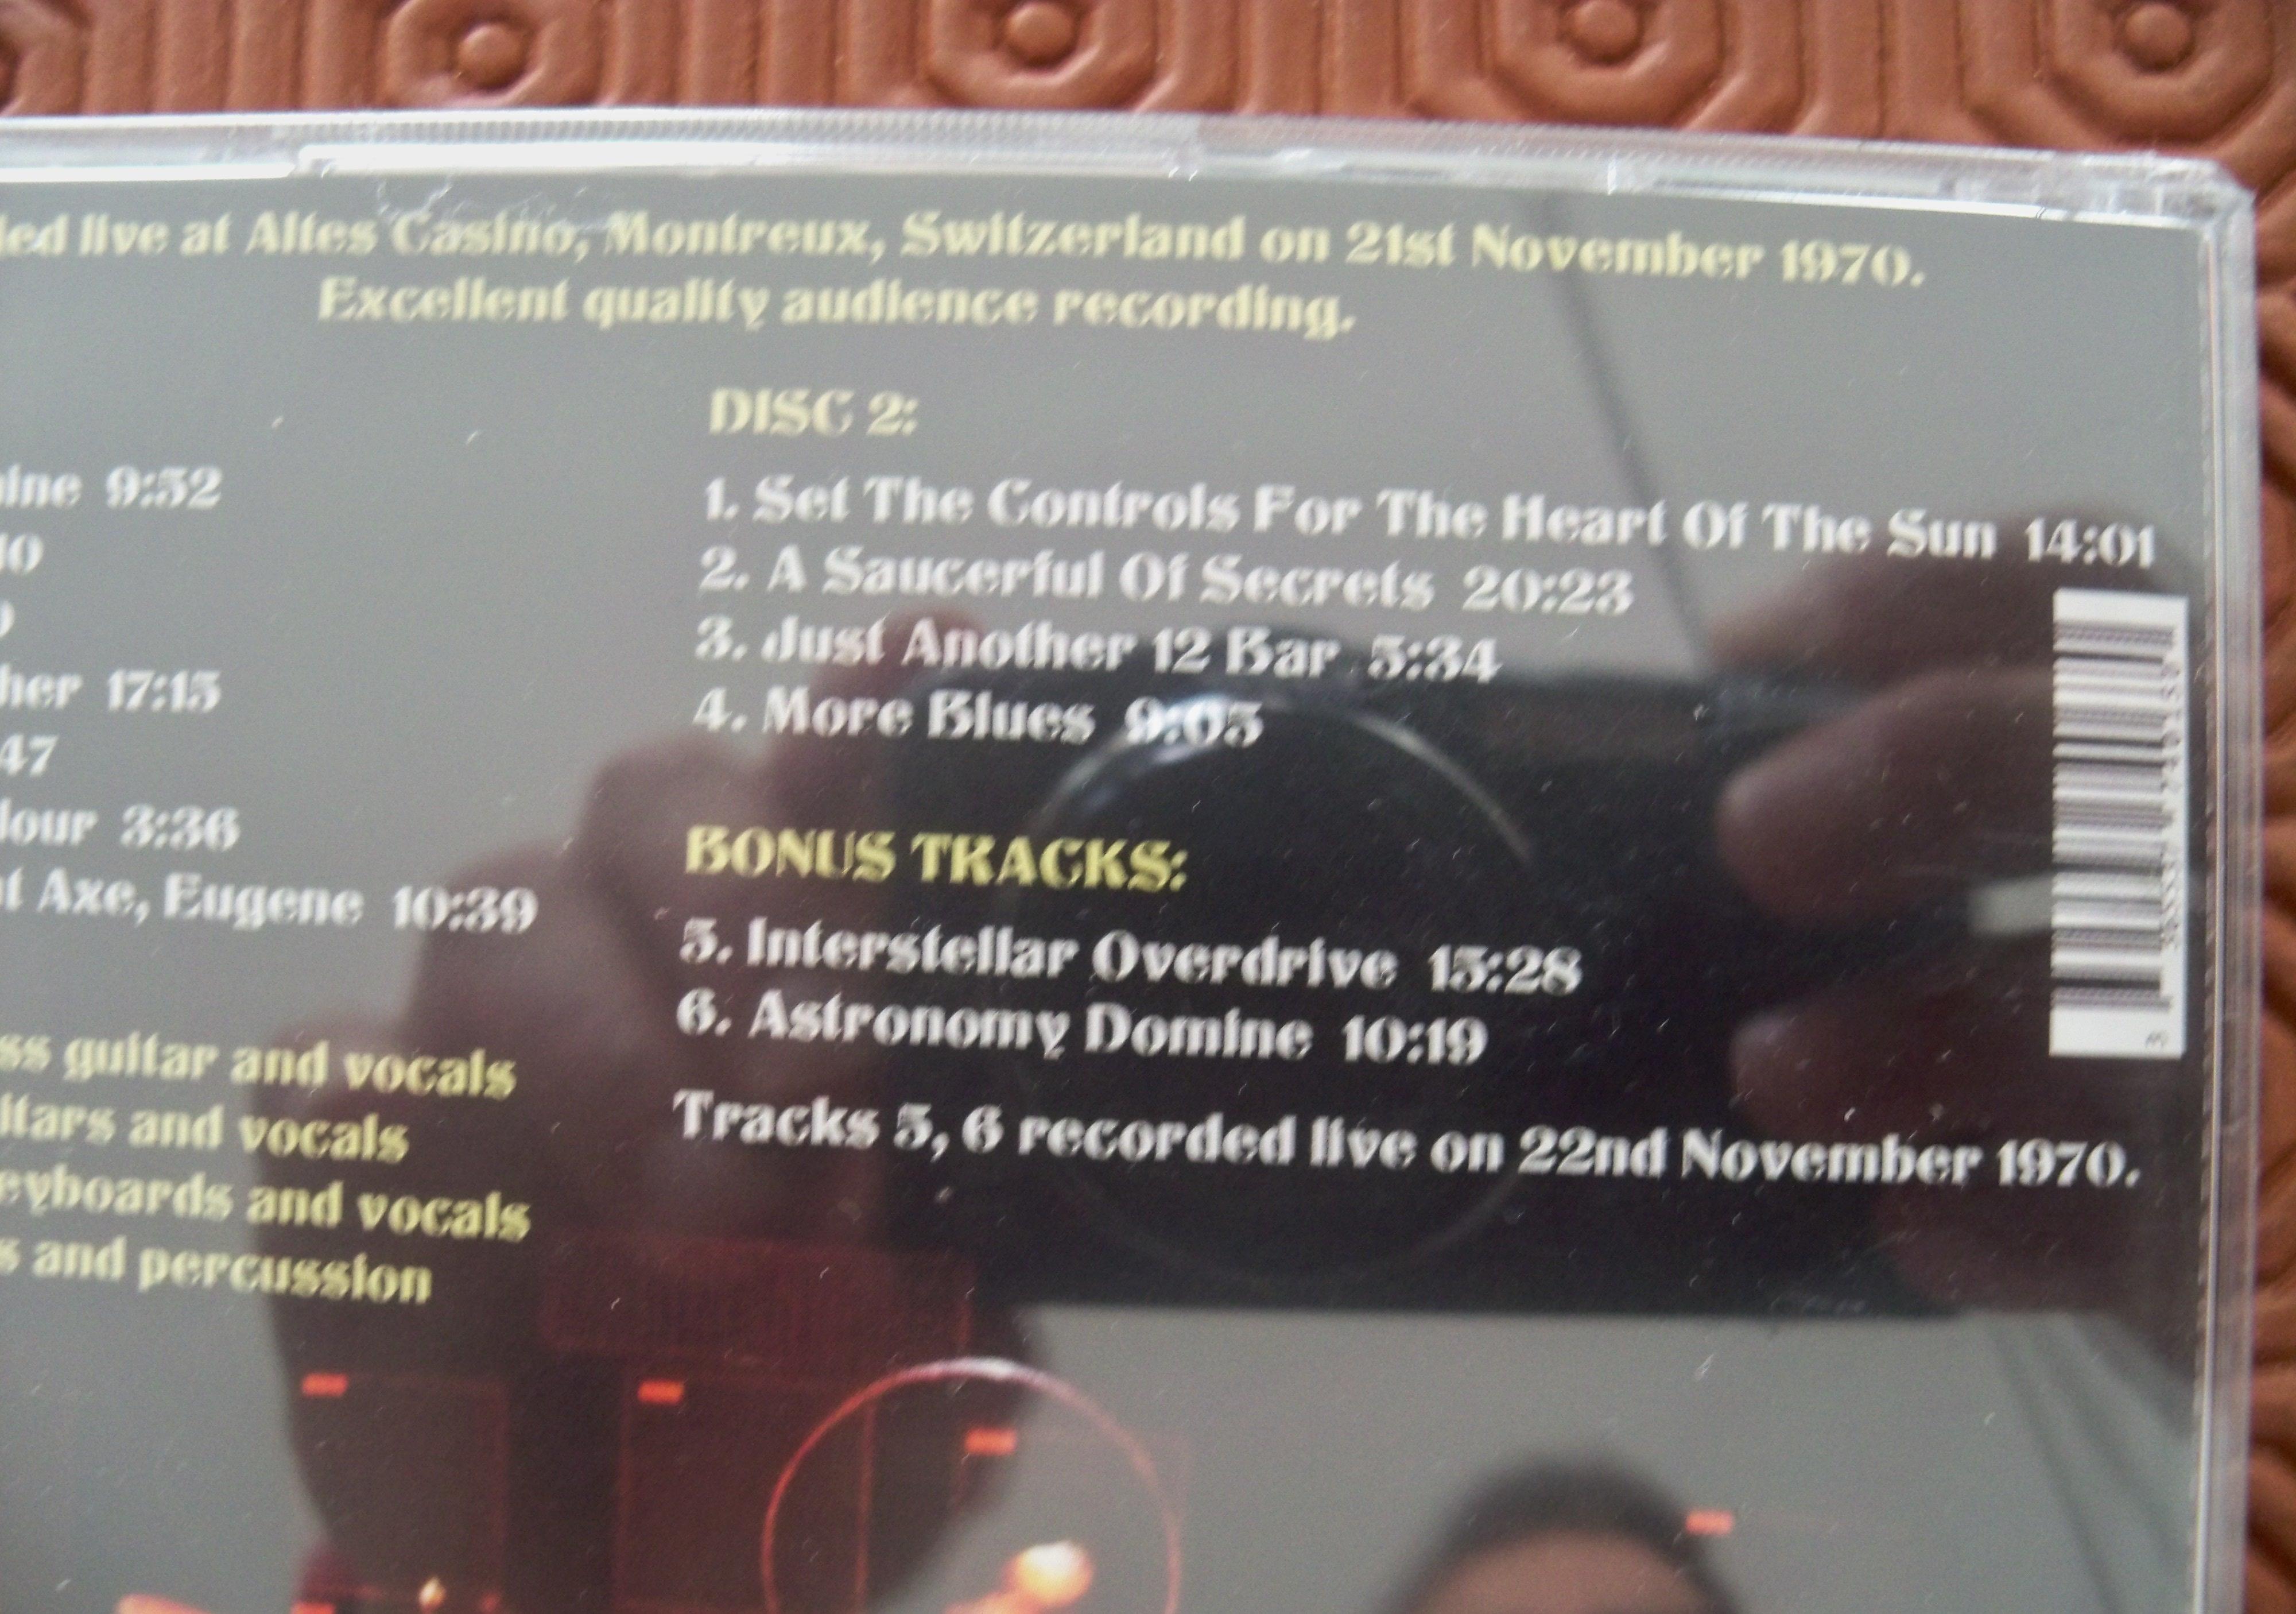 led live at Altes Casino, Montreux, Switzerland on 21st November 1970.
Excellent quality audience recording.
ine 9:52
her 17:15
47
lour 3:36
Axe, Eugene 10:39
ss guitar and vocals
itars and vocals
eyboards and vocals
s and percussion
DISC 2:
1. Set The Controls For The Heart Of The Sun 14:01
2. A Saucerful Of Secrets 20:23
3. Just Another 12 Bar 5:34
4. More Blues 9:05
BONUS TRACKS:
5. Interstellar Overdrive 15:28
6. Astronomy Domine 10:19
Tracks 5, 6 recorded live on 22nd November 1970.